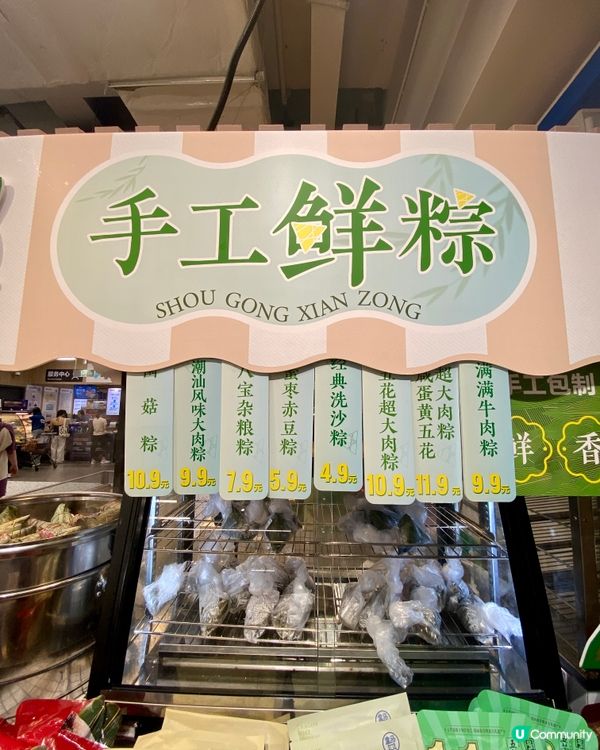 手工鲜粽
SHOU GONG XIAN ZONG
菇粽
10.9元
潮汕风味大肉粽
9.9元
八宝杂粮粽
7.9元
蜜枣赤豆粽
5.9元
经典洗沙粽
4.9元
五花超大肉粽
10.9元
超大肉粽
咸蛋黄五花
11.9元
满满牛肉粽
9.9元
手工包制
鲜
香
服务中心
U Community